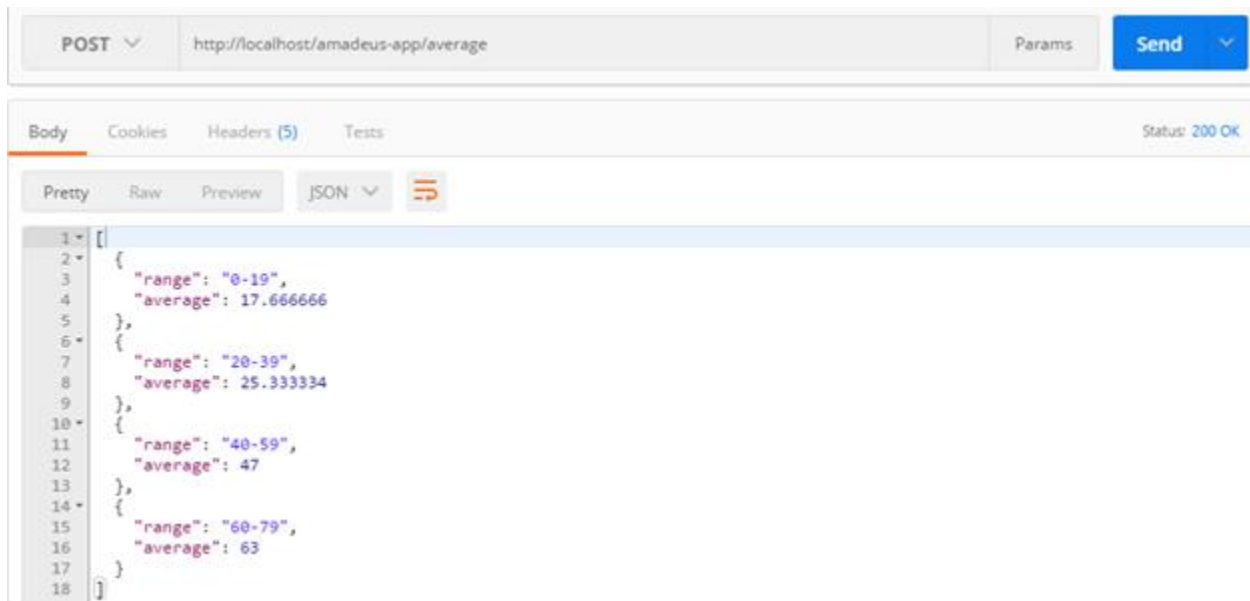 POST http://localhost/amadeus-app/average Params Send
Body Cookies Headers (5) Tests Status: 200 OK
Pretty Raw Preview JSON
1 [
2 {
3 "range": "0-19",
4 "average": 17.666666
5 },
6 {
7 "range": "20-39",
8 "average": 25.333334
9 },
10 {
11 "range": "40-59",
12 "average": 47
13 },
14 {
15 "range": "60-79",
16 "average": 63
17 }
18 ]